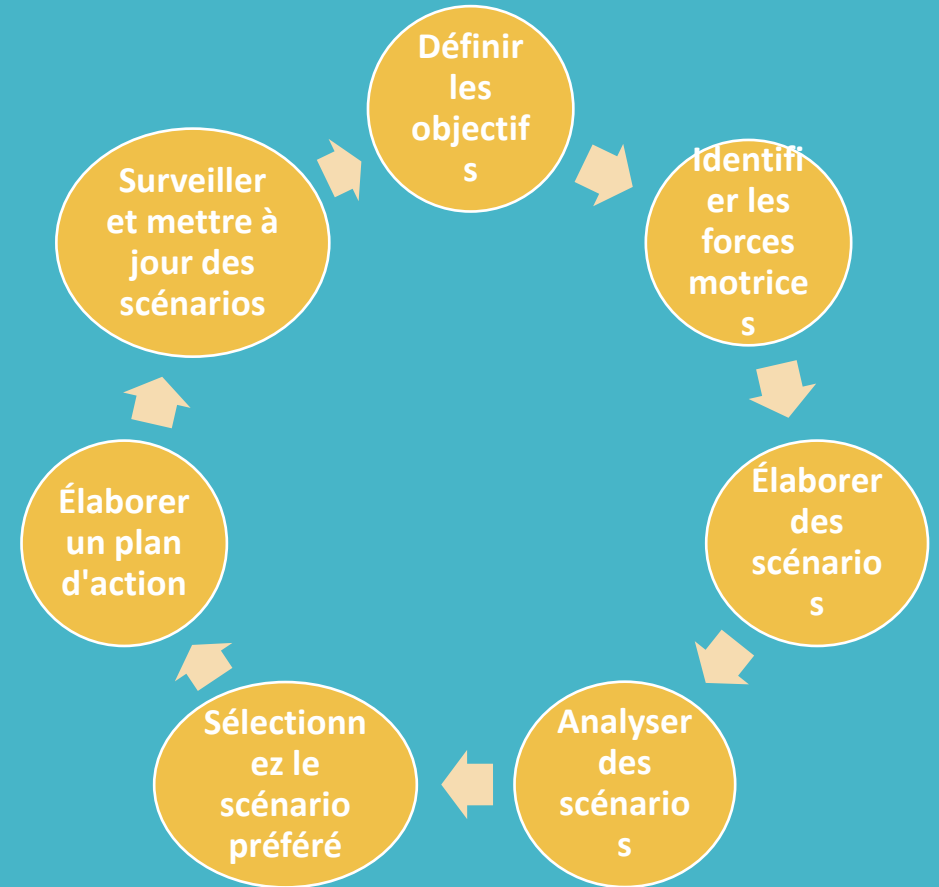 Définir
les
objectif
s
Identifi
er les
forces
motrice
s
Élaborer
des
scénario
s
Analyser
des
scénario
s
Sélectionn
ez le
scénario
préféré
Élaborer
un plan
d'action
Surveiller
et mettre à
jour des
scénarios